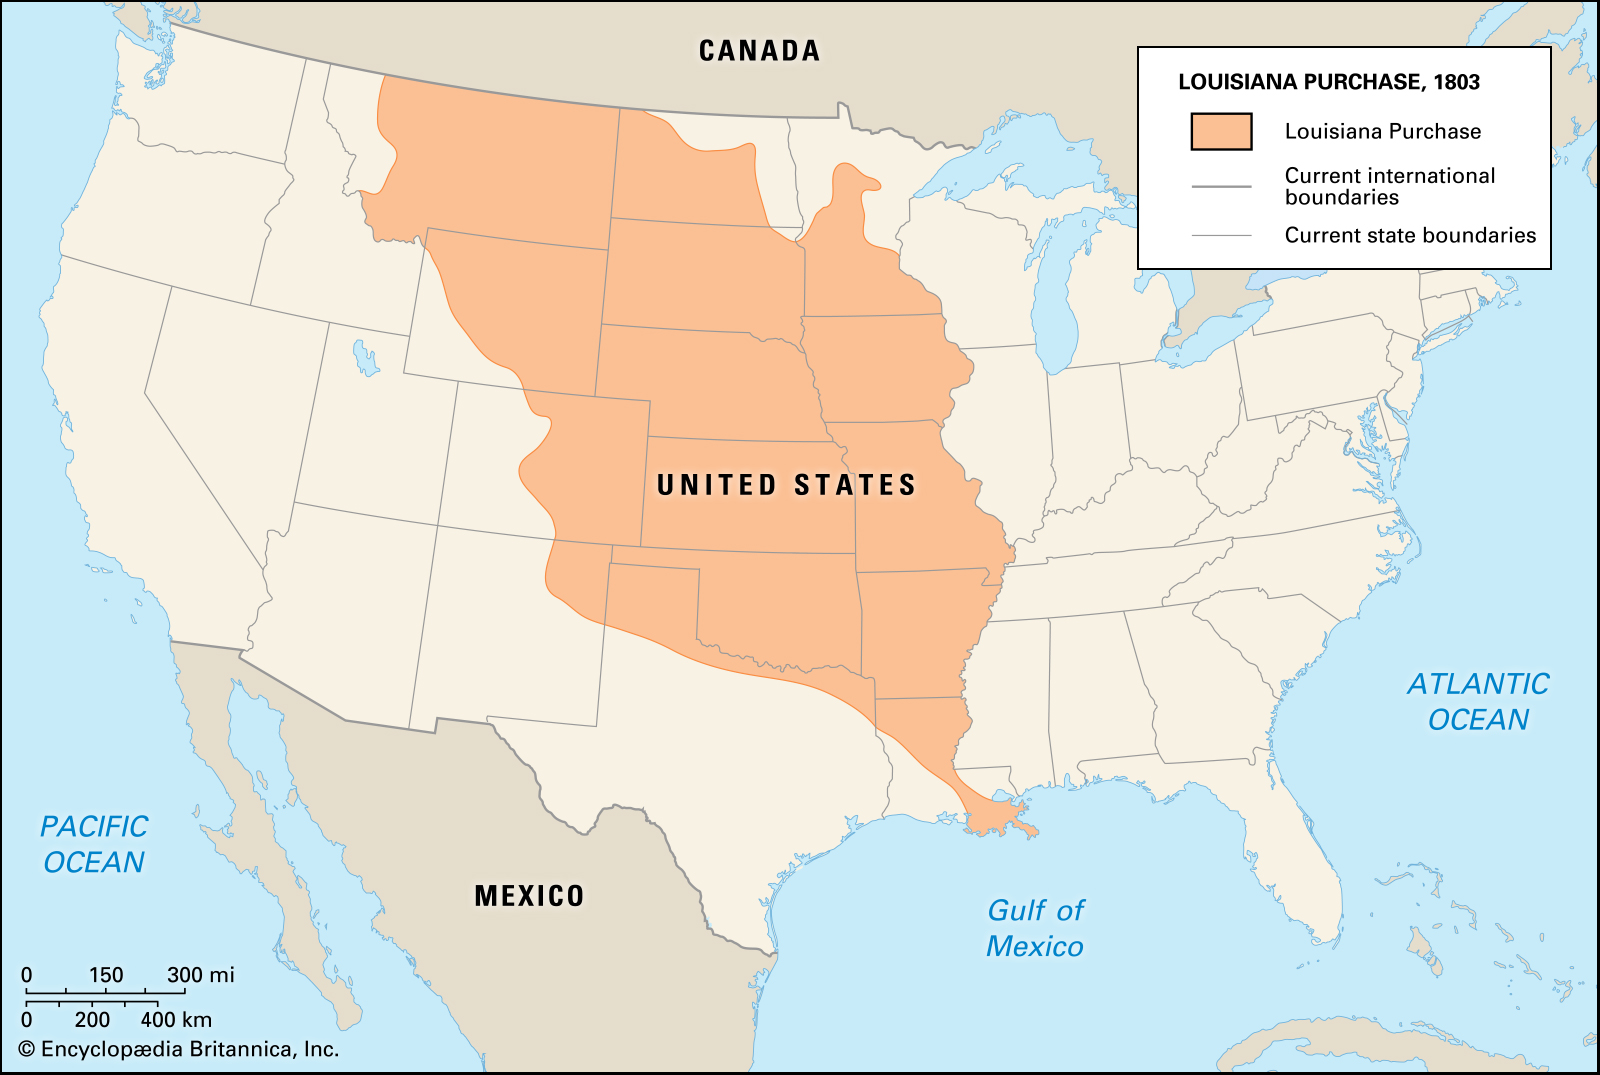 CANADA
LOUISIANA PURCHASE, 1803
Louisiana Purchase
Current international
boundaries
Current state boundaries
UNITED STATES
ATLANTIC
OCEAN
PACIFIC
OCEAN
MEXICO
Gulf of
Mexico
0 150 300 mi
0 200 400 km
© Encyclopædia Britannica, Inc.